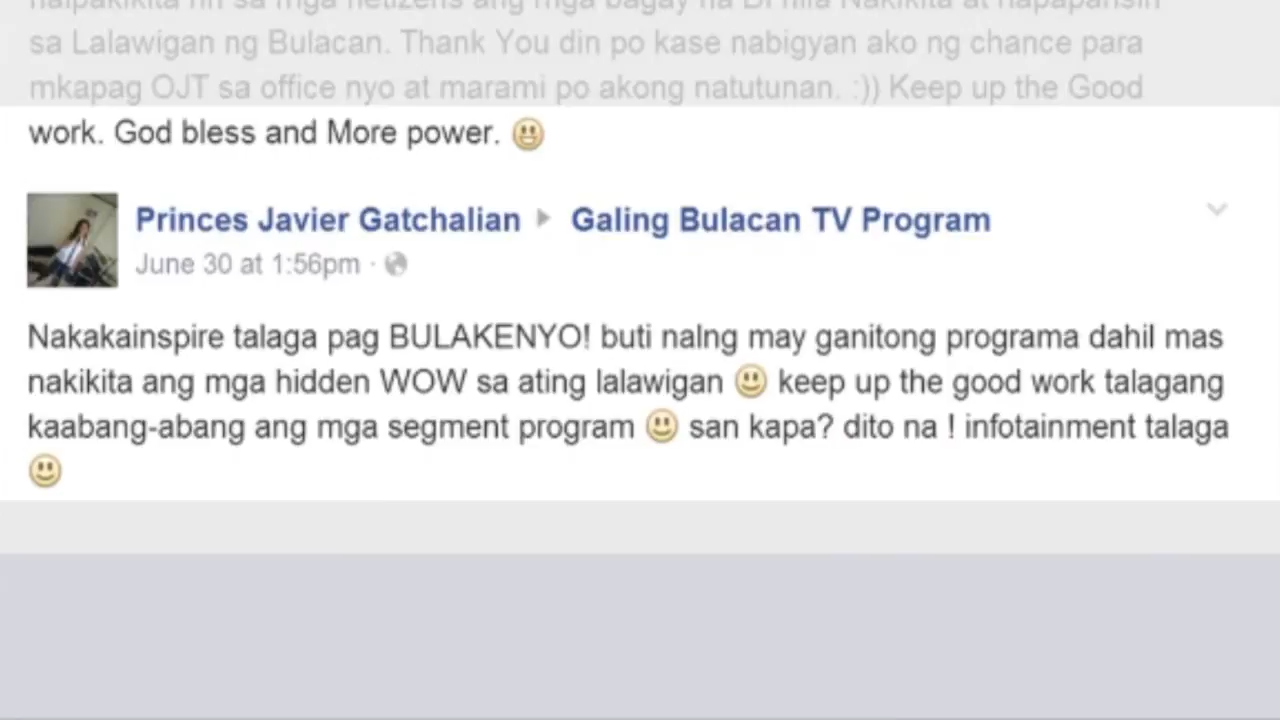 naipakikita rin sa mga netizens ang mga bagay na Di nila Nakikita at napapansin
sa Lalawigan ng Bulacan. Thank You din po kase nabigyan ako ng chance para
mkapag OJT sa office nyo at marami po akong natutunan. :)) Keep up the Good
work. God bless and More power. 😃
Princes Javier Gatchalian ▶ Galing Bulacan TV Program
June 30 at 1:56pm ·
Nakakainspire talaga pag BULAKENYO! buti nalng may ganitong programa dahil mas
nakikita ang mga hidden WOW sa ating lalawigan 🙂 keep up the good work talagang
kaabang-abang ang mga segment program 🙂 san kapa? dito na ! infotainment talaga
🙂